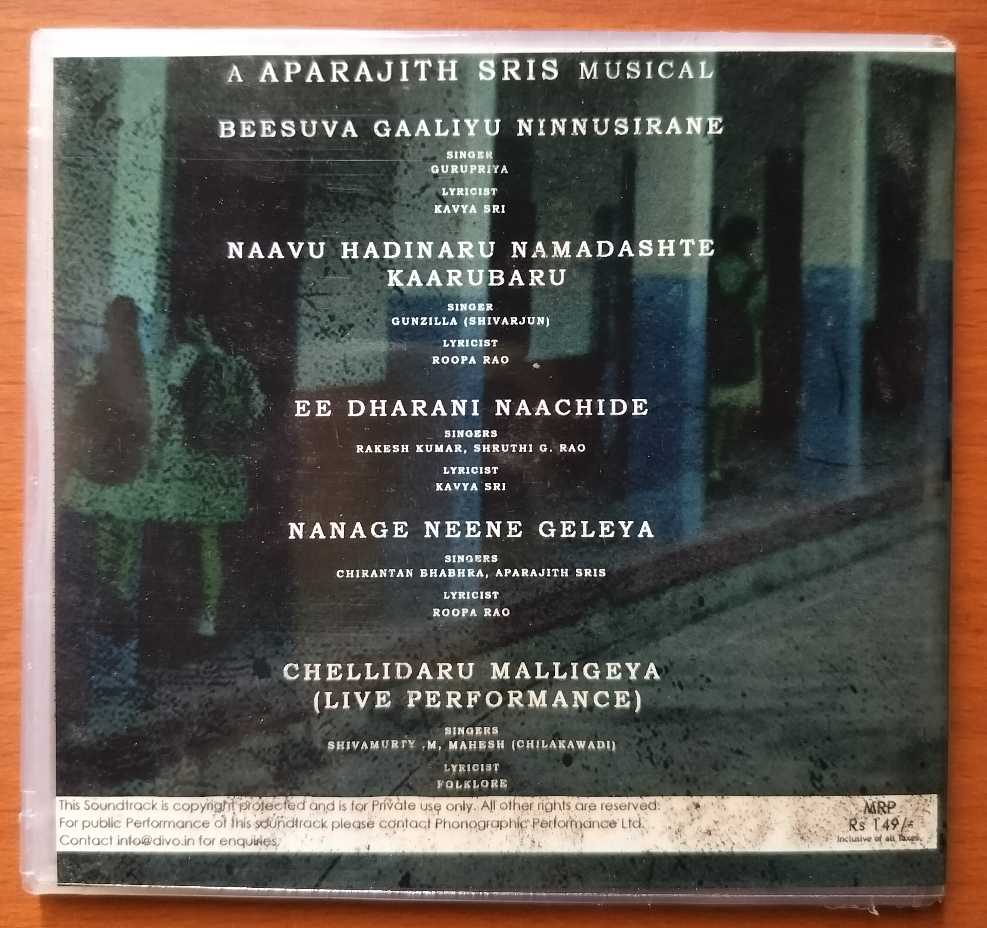 A APARAJITH SRIS MUSICAL
BEESUVA GAALIYU NINNUSIRANE
SINGER
GURUPRIYA
LYRICIST
KAVYA SRI
NAAVU HADINARU NAMADASHTE
KAARUBARU
SINGER
GUNZILLA (SHIVARJUN)
LYRICIST
ROOPA RAO
EE DHARANI NAACHIDE
SINGERS
RAKESH KUMAR, SHRUTHI G. RAO
LYRICIST
KAVYA SRI
NANAGE NEENE GELEYA
SINGERS
CHIRANTAN BHABHRA, APARAJITH SRIS
LYRICIST
ROOPA RAO
CHELLIDARU MALLIGEYA
(LIVE PERFORMANCE)
SINGERS
SHIVAMURTY .M, MAHESH (CHILAKAWADI)
LYRICIST
FOLKLORE
This Soundtrack is copyright protected and is for Private use only. All other rights are reserved.
For public Performance of this soundtrack please contact Phonographic Performance Ltd.
Contact info@divo.in for enquiries.
MRP
Rs 149/-
Inclusive of all Taxes.